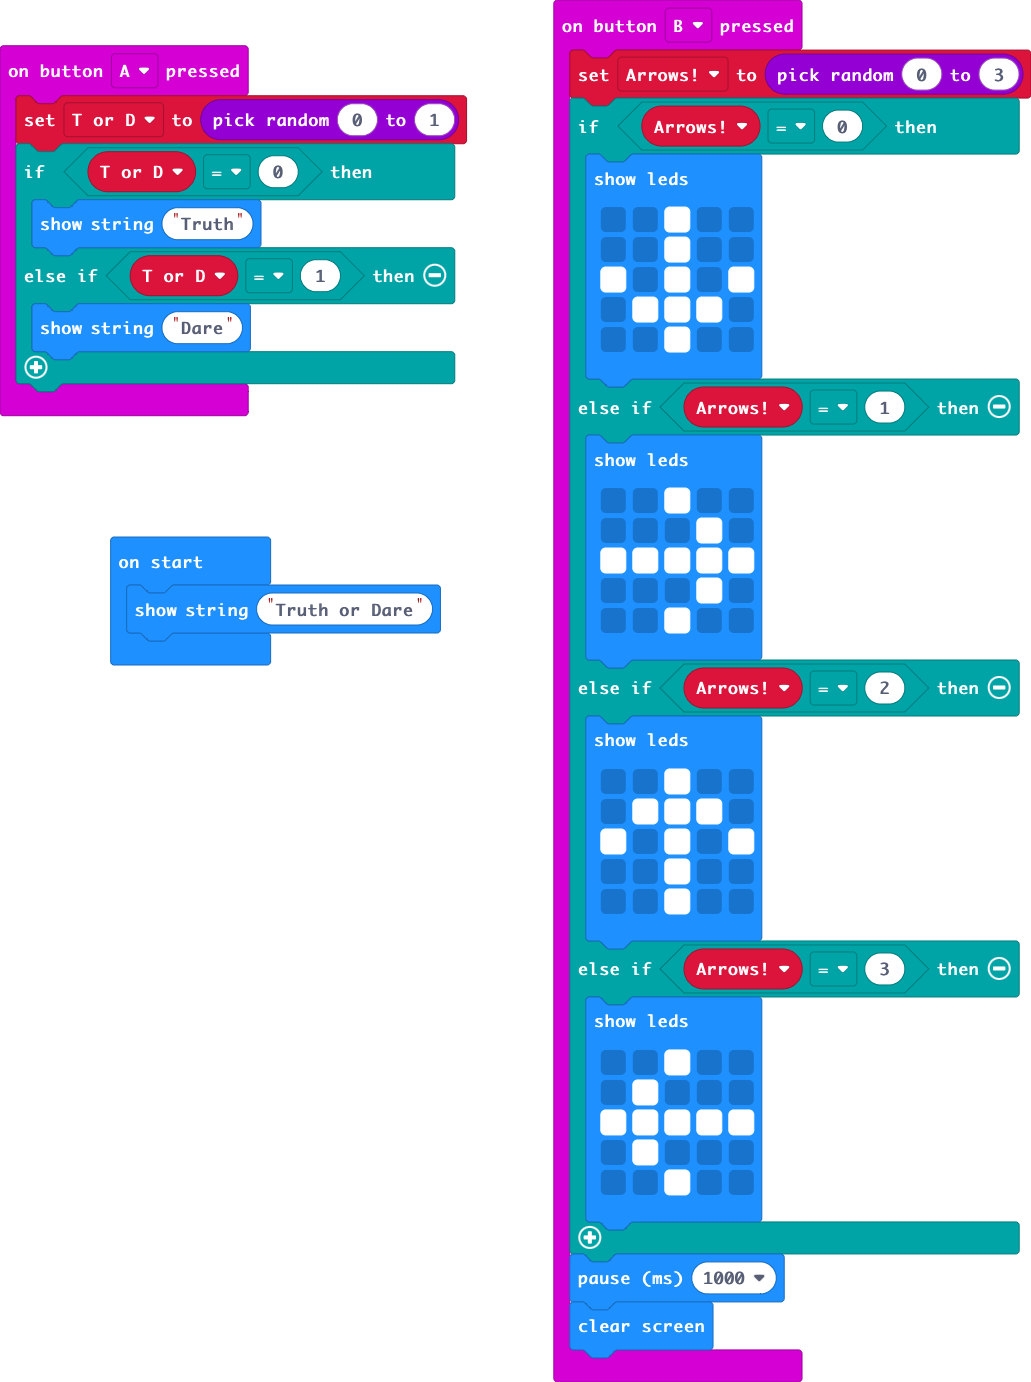 on button A pressed
set T or D to pick random 0 to 1
if T or D = 0 then
show string "Truth"
else if T or D = 1 then
show string "Dare"
on start
show string "Truth or Dare"
on button B pressed
set Arrows! to pick random 0 to 3
if Arrows! = 0 then
show leds
else if Arrows! = 1 then
show leds
else if Arrows! = 2 then
show leds
else if Arrows! = 3 then
show leds
pause (ms) 1000
clear screen